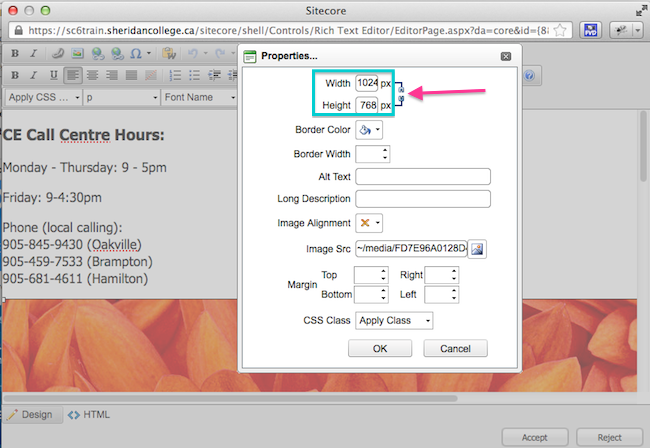 Sitecore
https://sc6train.sheridancollege.ca/sitecore/shell/Controls/Rich Text Editor/EditorPage.aspx?da=core&id={8
B I
B I U
Apply CSS ...
p
Font Name
CE Call Centre Hours:
Monday - Thursday: 9 - 5pm
Friday: 9-4:30pm
Phone (local calling):
905-845-9430 (Oakville)
905-459-7533 (Brampton)
905-681-4611 (Hamilton)
Properties...
Width 1024 px
Height 768 px
Border Color
Border Width
Alt Text
Long Description
Image Alignment
Image Src ~/media/FD7E96A0128D
Margin
Top Right
Bottom Left
CSS Class Apply Class
OK Cancel
Design HTML
Accept Reject